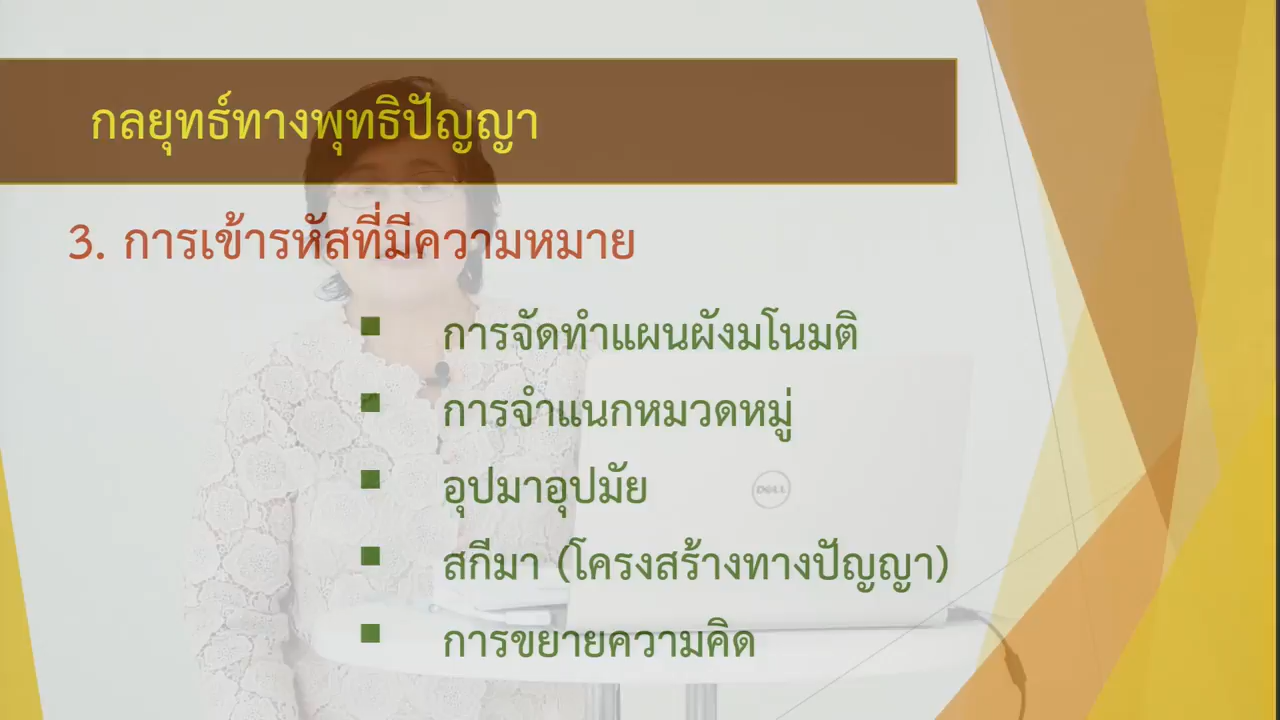 กลยุทธ์ทางพุทธิปัญญา
3. การเข้ารหัสที่มีความหมาย
การจัดทำแผนผังมโนมติ
การจำแนกหมวดหมู่
อุปมาอุปมัย
DELL
สกีมา (โครงสร้างทางปัญญา)
การขยายความคิด